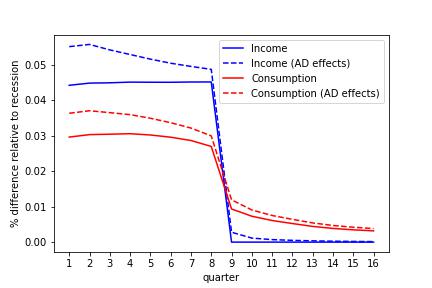 Income
Income (AD effects)
Consumption
Consumption (AD effects)
% difference relative to recession
0.05
0.04
0.03
0.02
0.01
0.00
1 2 3 4 5 6 7 8 9 10 11 12 13 14 15 16
quarter